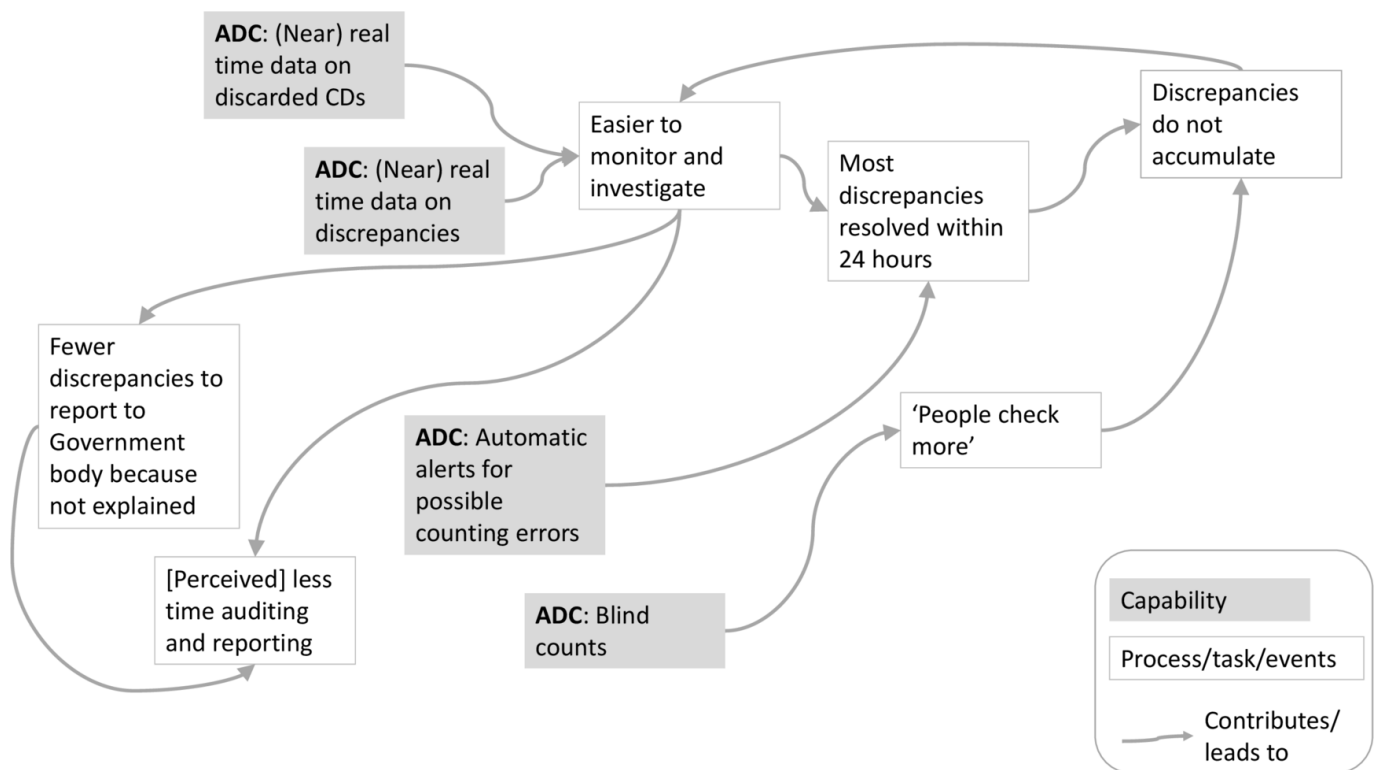 ADC: (Near) real
time data on
discarded CDs
ADC: (Near) real
time data on
discrepancies
Easier to
monitor and
investigate
Most
discrepancies
resolved within
24 hours
Discrepancies
do not
accumulate
Fewer
discrepancies to
report to
Government
body because
not explained
[Perceived] less
time auditing
and reporting
ADC: Automatic
alerts for
possible
counting errors
‘People check
more’
ADC: Blind
counts
Capability
Process/task/events
Contributes/
leads to